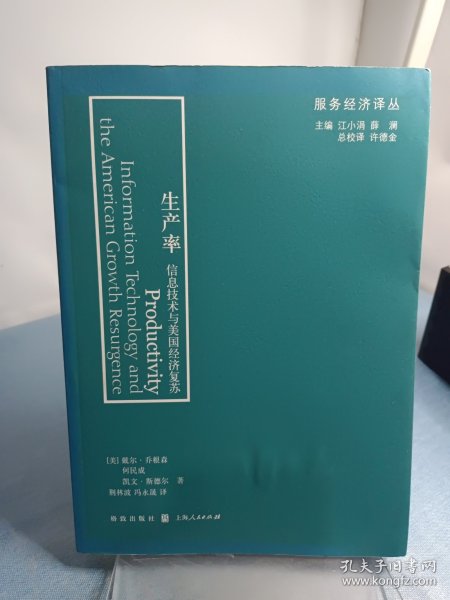 服务经济译丛
主编 江小涓 薛 澜
总校译 许德金
生产率
信息技术与美国经济复苏
Productivity
Information Technology and
the American Growth Resurgence
[美] 戴尔·乔根森
何民成
凯文·斯德尔 著
荆林波 冯永晟 译
格致出版社 上海人民出版社
孔夫子旧书网
www.kongfz.com